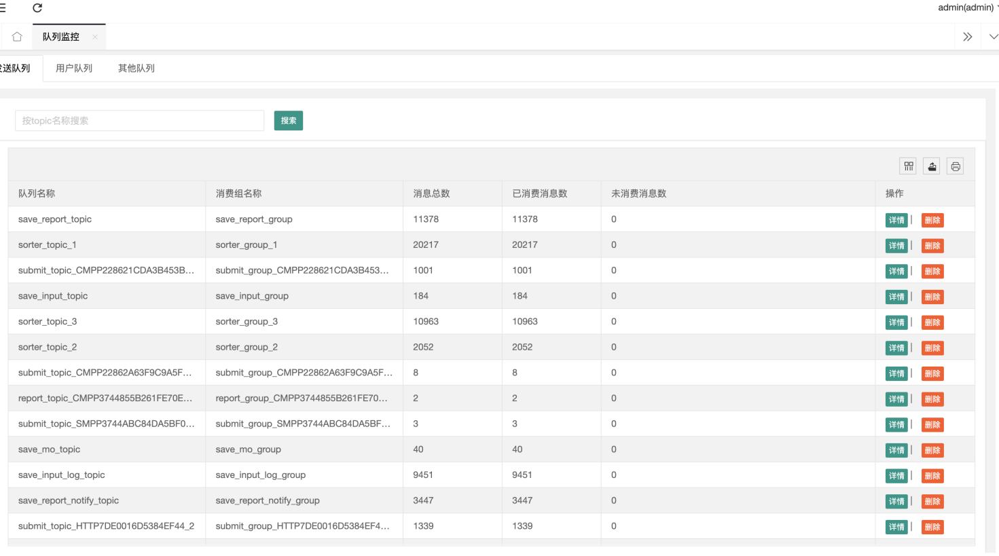 admin(admin)
队列监控
发送队列 用户队列 其他队列
按topic名称搜索 搜索
队列名称 消费组名称 消息总数 已消费消息数 未消费消息数 操作
save_report_topic save_report_group 11378 11378 0 详情 | 删除
sorter_topic_1 sorter_group_1 20217 20217 0 详情 | 删除
submit_topic_CMPP228621CDA3B453B... submit_group_CMPP228621CDA3B453... 1001 1001 0 详情 | 删除
save_input_topic save_input_group 184 184 0 详情 | 删除
sorter_topic_3 sorter_group_3 10963 10963 0 详情 | 删除
sorter_topic_2 sorter_group_2 2052 2052 0 详情 | 删除
submit_topic_CMPP22862A63F9C9A5F... submit_group_CMPP22862A63F9C9A5F... 8 8 0 详情 | 删除
report_topic_CMPP3744855B261FE70E... report_group_CMPP3744855B261FE70... 2 2 0 详情 | 删除
submit_topic_SMPP3744ABC84DA5BF0... submit_group_SMPP3744ABC84DA5BF... 3 3 0 详情 | 删除
save_mo_topic save_mo_group 40 40 0 详情 | 删除
save_input_log_topic save_input_log_group 9451 9451 0 详情 | 删除
save_report_notify_topic save_report_notify_group 3447 3447 0 详情 | 删除
submit_topic_HTTP7DE0016D5384EF44_2 submit_group_HTTP7DE0016D5384EF4... 1339 1339 0 详情 | 删除